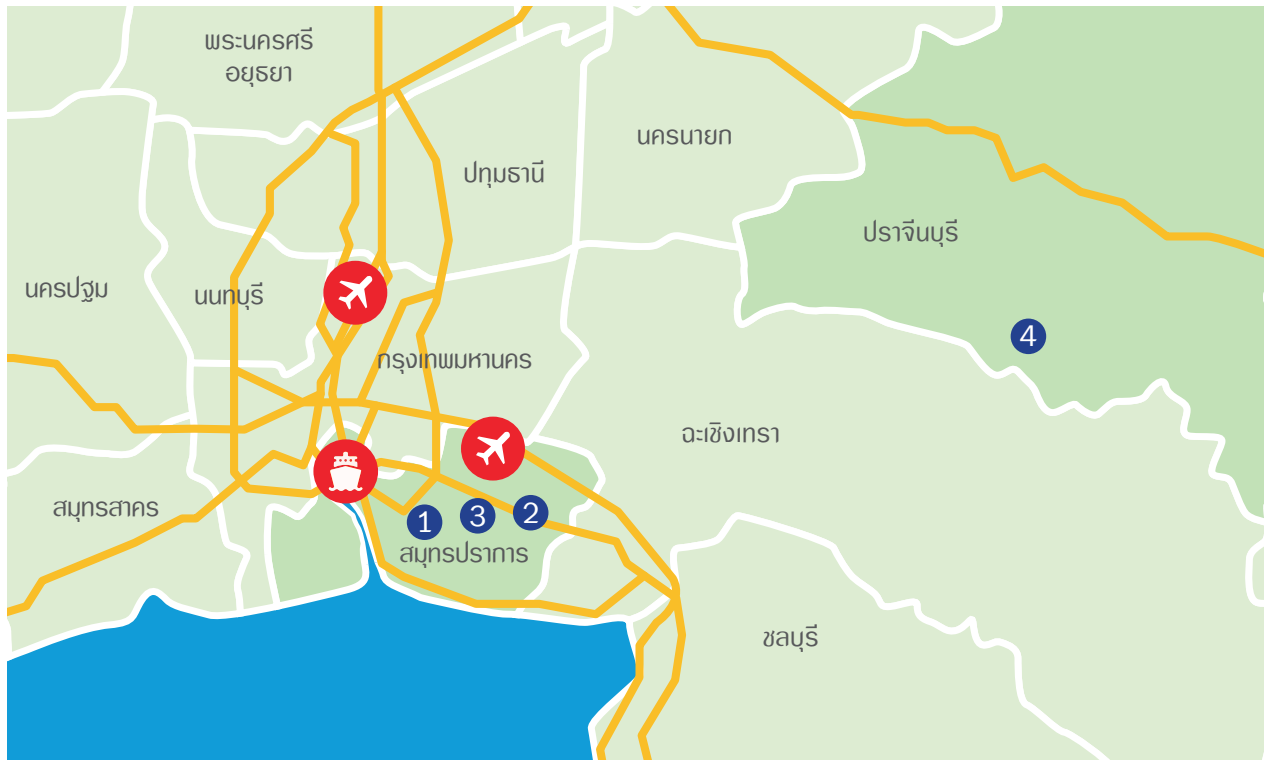 พระนครศรี
อยุธยา
นครนายก
ปทุมธานี
ปราจีนบุรี
นครปฐม
นนทบุรี
4
กรุงเทพมหานคร
ฉะเชิงเทรา
สมุทรสาคร
1
3
2
สมุทรปราการ
ชลบุรี